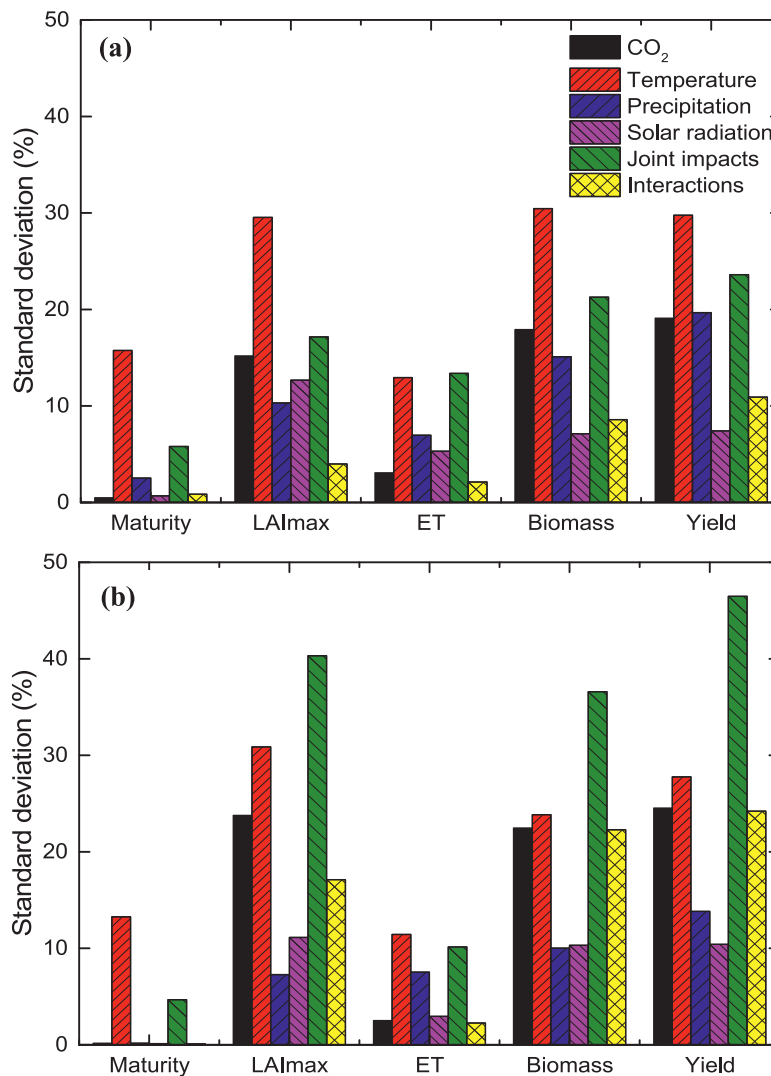 50
(a)
CO2
Temperature
40
Precipitation
Solar radiation
Joint impacts
Interactions
30
Standard deviation (%)
20
10
0
Maturity LAImax ET Biomass Yield
50
(b)
40
30
Standard deviation (%)
20
10
0
Maturity LAImax ET Biomass Yield